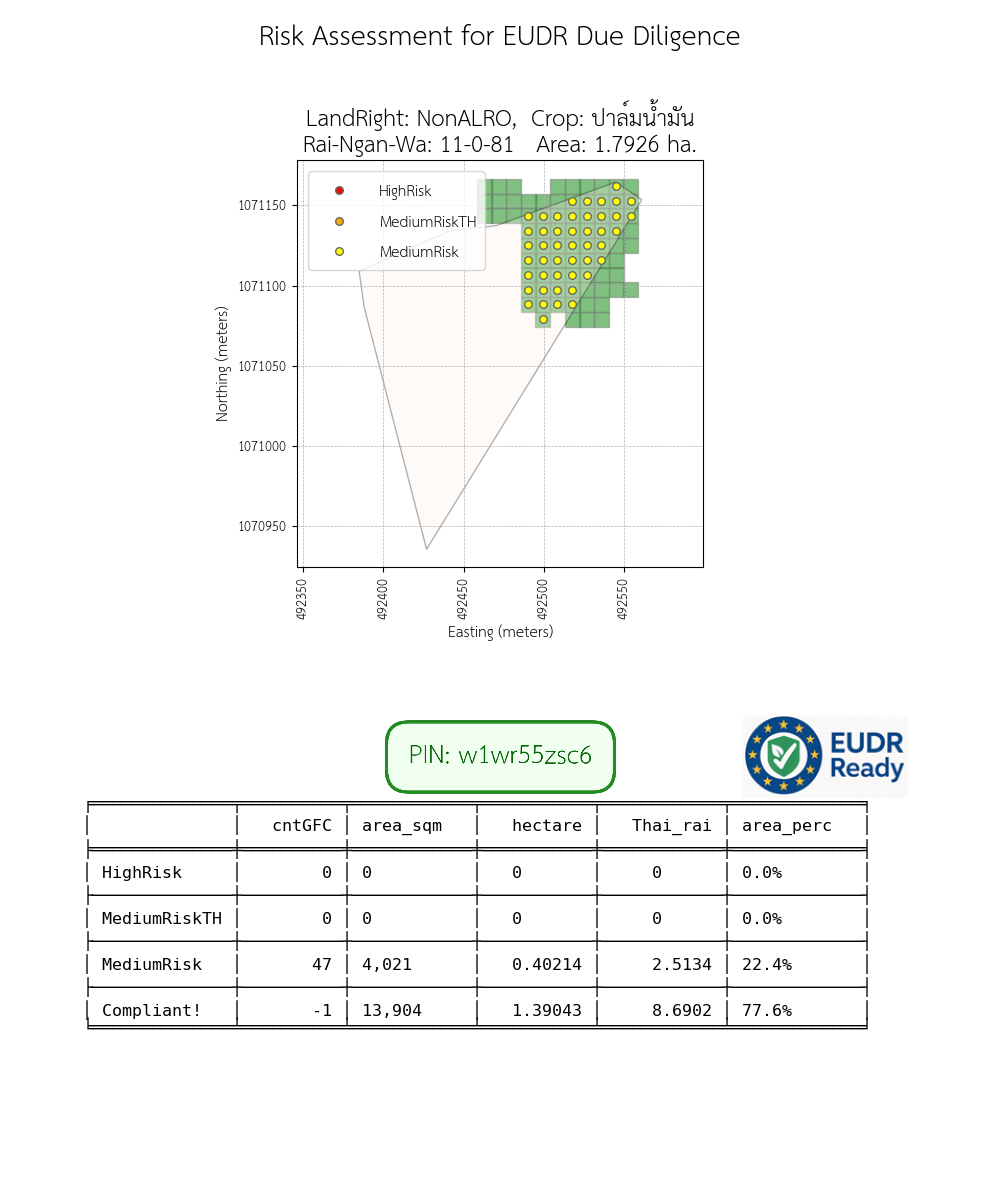 Risk Assessment for EUDR Due Diligence
LandRight: NonALRO, Crop: ปาล์มน้ำมัน
Rai-Ngan-Wa: 11-0-81 Area: 1.7926 ha.
HighRisk
MediumRiskTH
MediumRisk
1071150
1071100
1071050
1071000
1070950
Northing (meters)
492350
492400
492450
492500
492550
Easting (meters)
PIN: w1wr55zsc6
EUDR
Ready
cntGFC area_sqm hectare Thai_rai area_perc
HighRisk 0 0 0 0 0.0%
MediumRiskTH 0 0 0 0 0.0%
MediumRisk 47 4,021 0.40214 2.5134 22.4%
Compliant! -1 13,904 1.39043 8.6902 77.6%